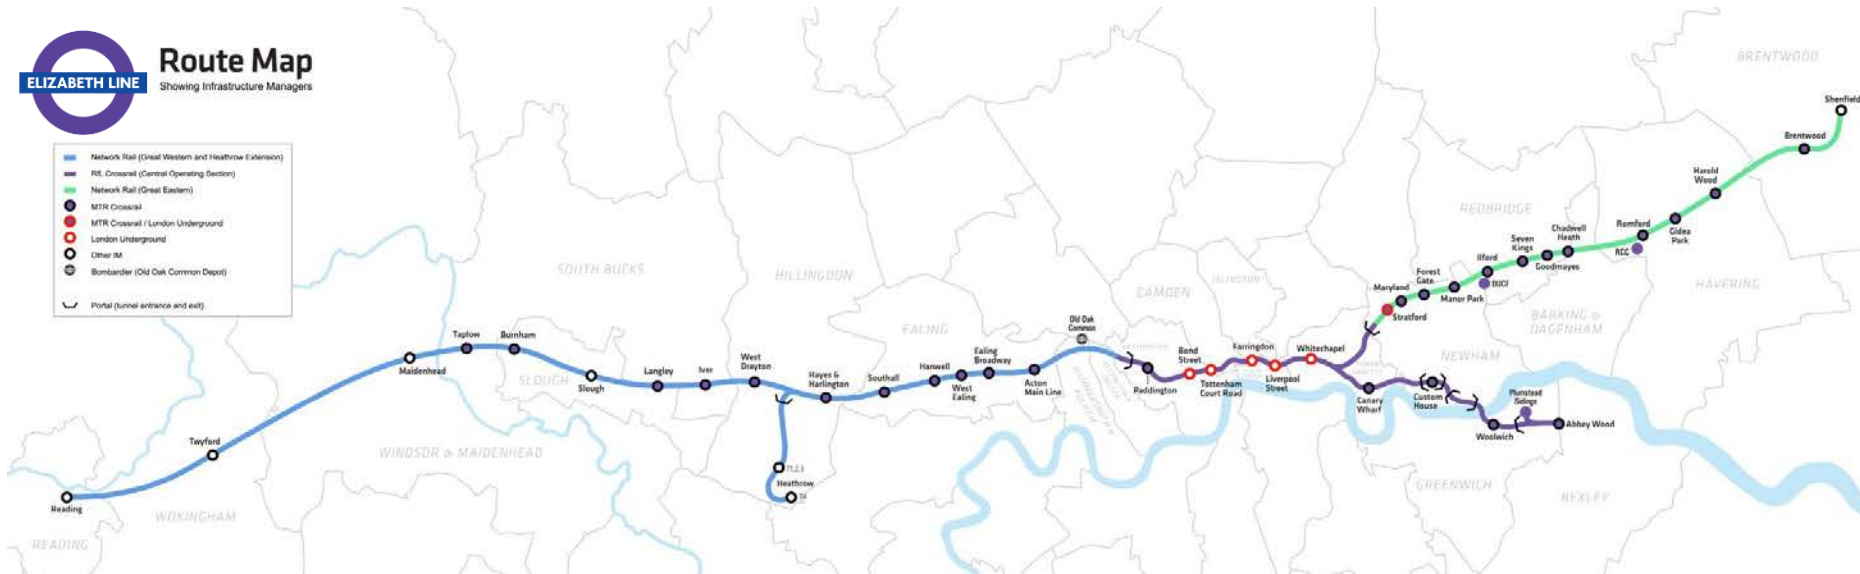 ELIZABETH LINE
Route Map
Showing Infrastructure Managers
Network Rail (Great Western and Heathrow Extension)
RfL Crossrail (Central Operating Section)
Network Rail (Great Eastern)
MTR Crossrail
MTR Crossrail / London Underground
London Underground
Other IM
Bombardier (Old Oak Common Depot)
Portal (tunnel entrance and exit)
BRENTWOOD
Shenfield
Brentwood
Harold
Wood
REDBRIDGE
Romford
Gidea
Park
Chadwell
Heath
Seven
Kings
Goodmayes
Ilford
Forest
Gate
Manor Park
Maryland
Stratford
HAVERING
BARKING &
DAGENHAM
NEWHAM
SOUTH BUCKS
HILLINGDON
EALING
CAMDEN
ISLINGTON
Old Oak
Common
Taplow
Burnham
Maidenhead
SLOUGH
Slough
Langley
Iver
West
Drayton
Hayes &
Harlington
Southall
Hanwell
West
Ealing
Ealing
Broadway
Acton
Main Line
Paddington
Bond
Street
Tottenham
Court Road
Farringdon
Liverpool
Street
Whitechapel
Canary
Wharf
Custom
House
Plumstead
Sidings
Woolwich
Abbey Wood
Twyford
WINDSOR & MAIDENHEAD
Heathrow
Reading
WOKINGHAM
READING
GREENWICH
BEXLEY